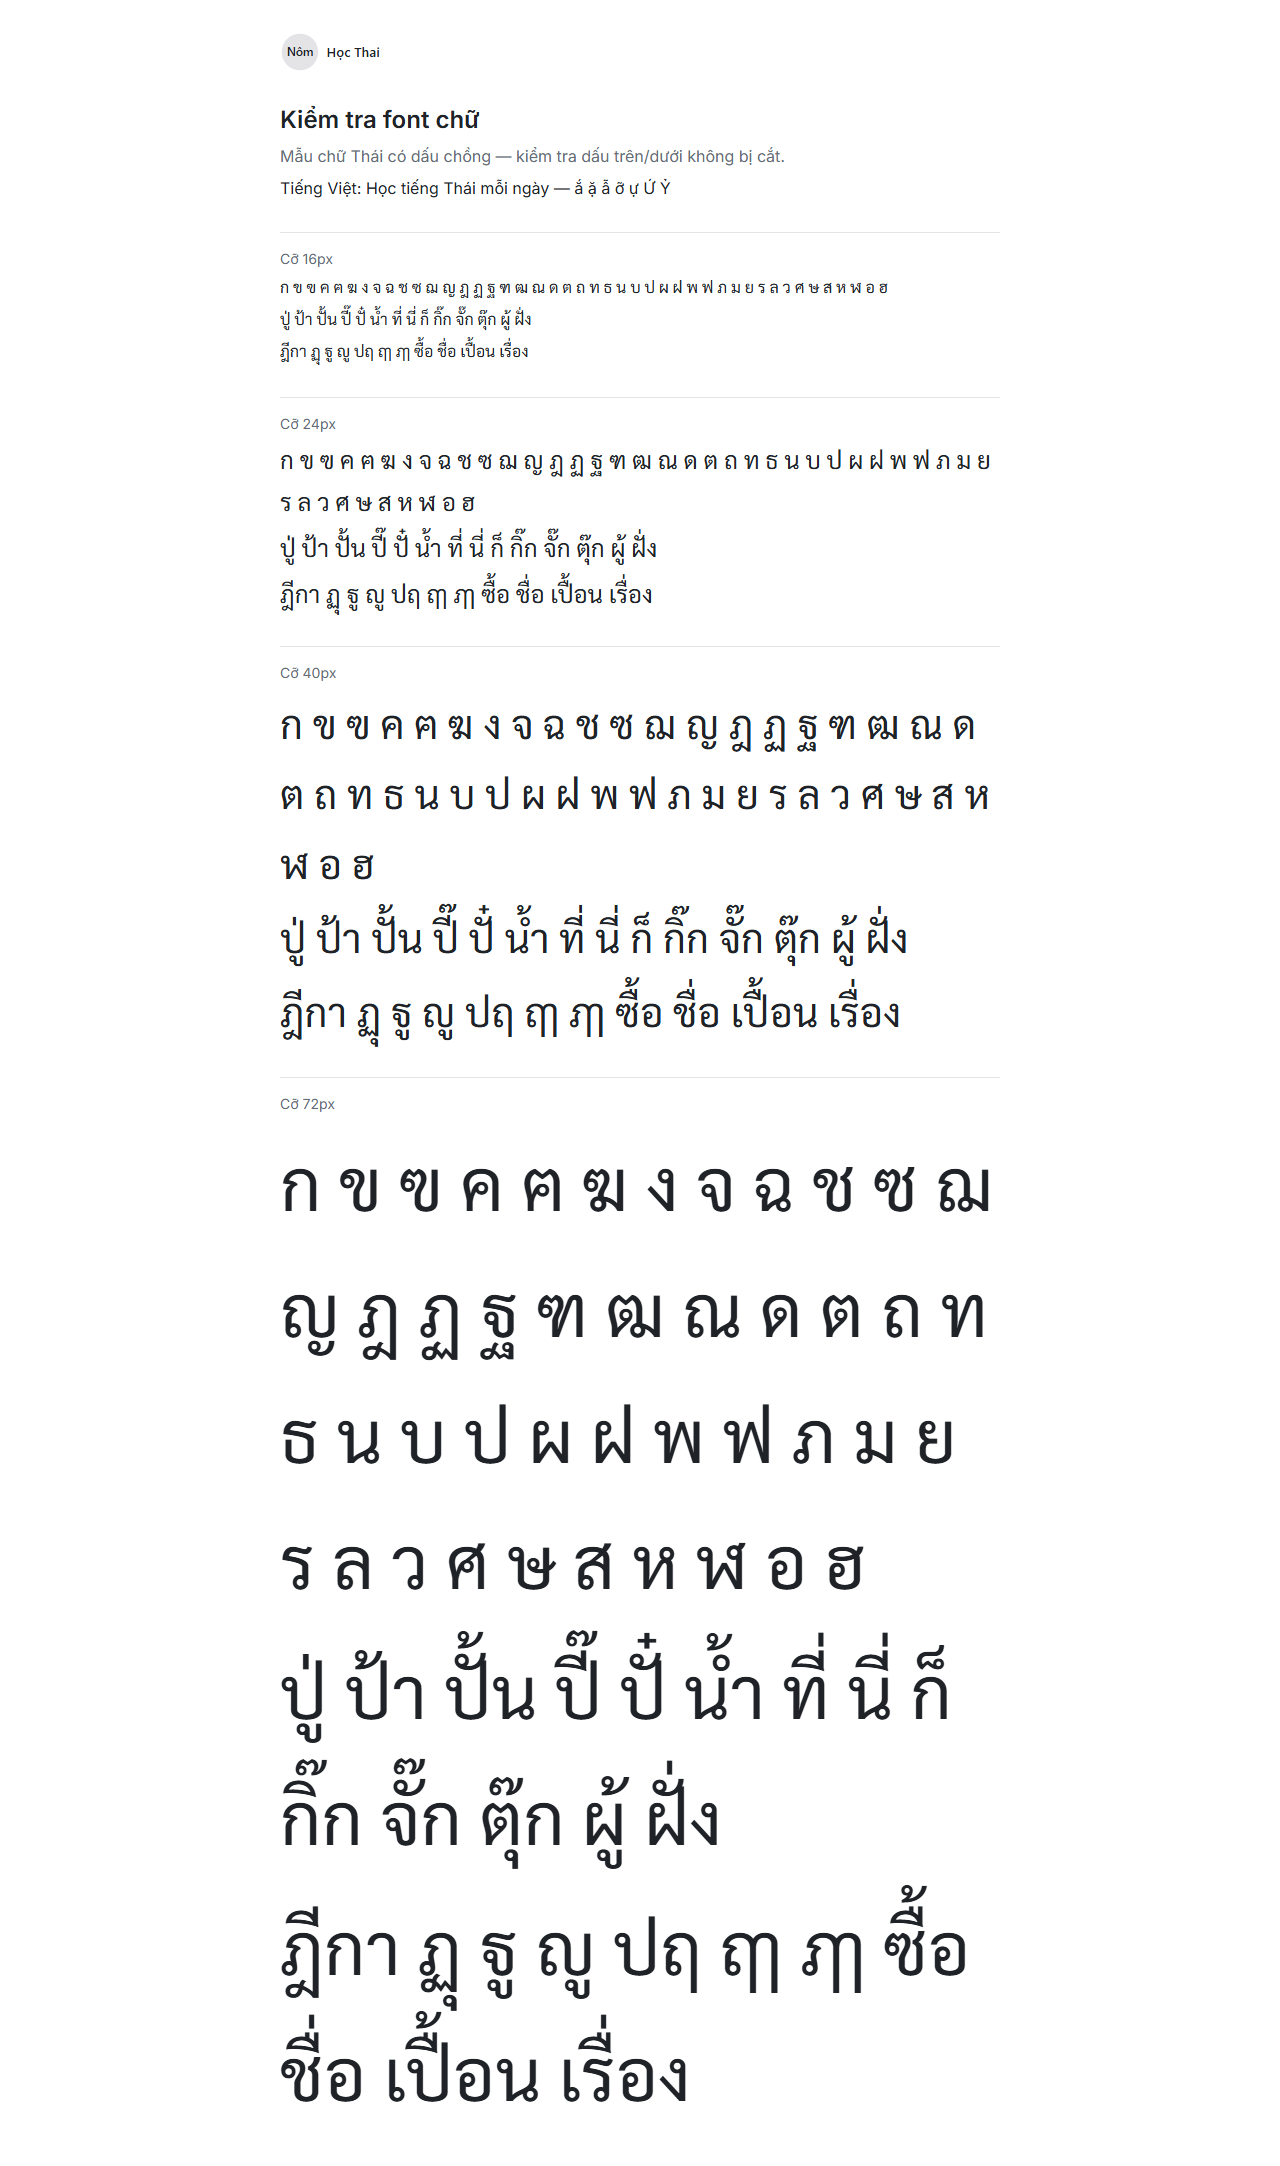 Nôm Học Thai
Kiểm tra font chữ
Mẫu chữ Thái có dấu chồng — kiểm tra dấu trên/dưới không bị cắt.
Tiếng Việt: Học tiếng Thái mỗi ngày — ắ ặ ẫ ỡ ự Ứ Ỷ
Cỡ 16px
ก ข ฃ ค ฅ ฆ ง จ ฉ ช ซ ฌ ญ ฎ ฏ ฐ ฑ ฒ ณ ด ต ถ ท ธ น บ ป ผ ฝ พ ฟ ภ ม ย ร ล ว ศ ษ ส ห ฬ อ ฮ
ปู่ ป้า ปั้น ปี๊ ปั๋ น้ำ ที่ นี่ ก็ กิ๊ก จั๊ก ตุ๊ก ผู้ ฝั่ง
ฎีกา ฏุ ฐู ญู ปฤ ฤๅ ฦๅ ซื้อ ชื่อ เปื้อน เรื่อง
Cỡ 24px
ก ข ฃ ค ฅ ฆ ง จ ฉ ช ซ ฌ ญ ฎ ฏ ฐ ฑ ฒ ณ ด ต ถ ท ธ น บ ป ผ ฝ พ ฟ ภ ม ย
ร ล ว ศ ษ ส ห ฬ อ ฮ
ปู่ ป้า ปั้น ปี๊ ปั๋ น้ำ ที่ นี่ ก็ กิ๊ก จั๊ก ตุ๊ก ผู้ ฝั่ง
ฎีกา ฏุ ฐู ญู ปฤ ฤๅ ฦๅ ซื้อ ชื่อ เปื้อน เรื่อง
Cỡ 40px
ก ข ฃ ค ฅ ฆ ง จ ฉ ช ซ ฌ ญ ฎ ฏ ฐ ฑ ฒ ณ ด
ต ถ ท ธ น บ ป ผ ฝ พ ฟ ภ ม ย ร ล ว ศ ษ ส ห
ฬ อ ฮ
ปู่ ป้า ปั้น ปี๊ ปั๋ น้ำ ที่ นี่ ก็ กิ๊ก จั๊ก ตุ๊ก ผู้ ฝั่ง
ฎีกา ฏุ ฐู ญู ปฤ ฤๅ ฦๅ ซื้อ ชื่อ เปื้อน เรื่อง
Cỡ 72px
ก ข ฃ ค ฅ ฆ ง จ ฉ ช ซ ฌ
ญ ฎ ฏ ฐ ฑ ฒ ณ ด ต ถ ท
ธ น บ ป ผ ฝ พ ฟ ภ ม ย
ร ล ว ศ ษ ส ห ฬ อ ฮ
ปู่ ป้า ปั้น ปี๊ ปั๋ น้ำ ที่ นี่ ก็
กิ๊ก จั๊ก ตุ๊ก ผู้ ฝั่ง
ฎีกา ฏุ ฐู ญู ปฤ ฤๅ ฦๅ ซื้อ
ชื่อ เปื้อน เรื่อง